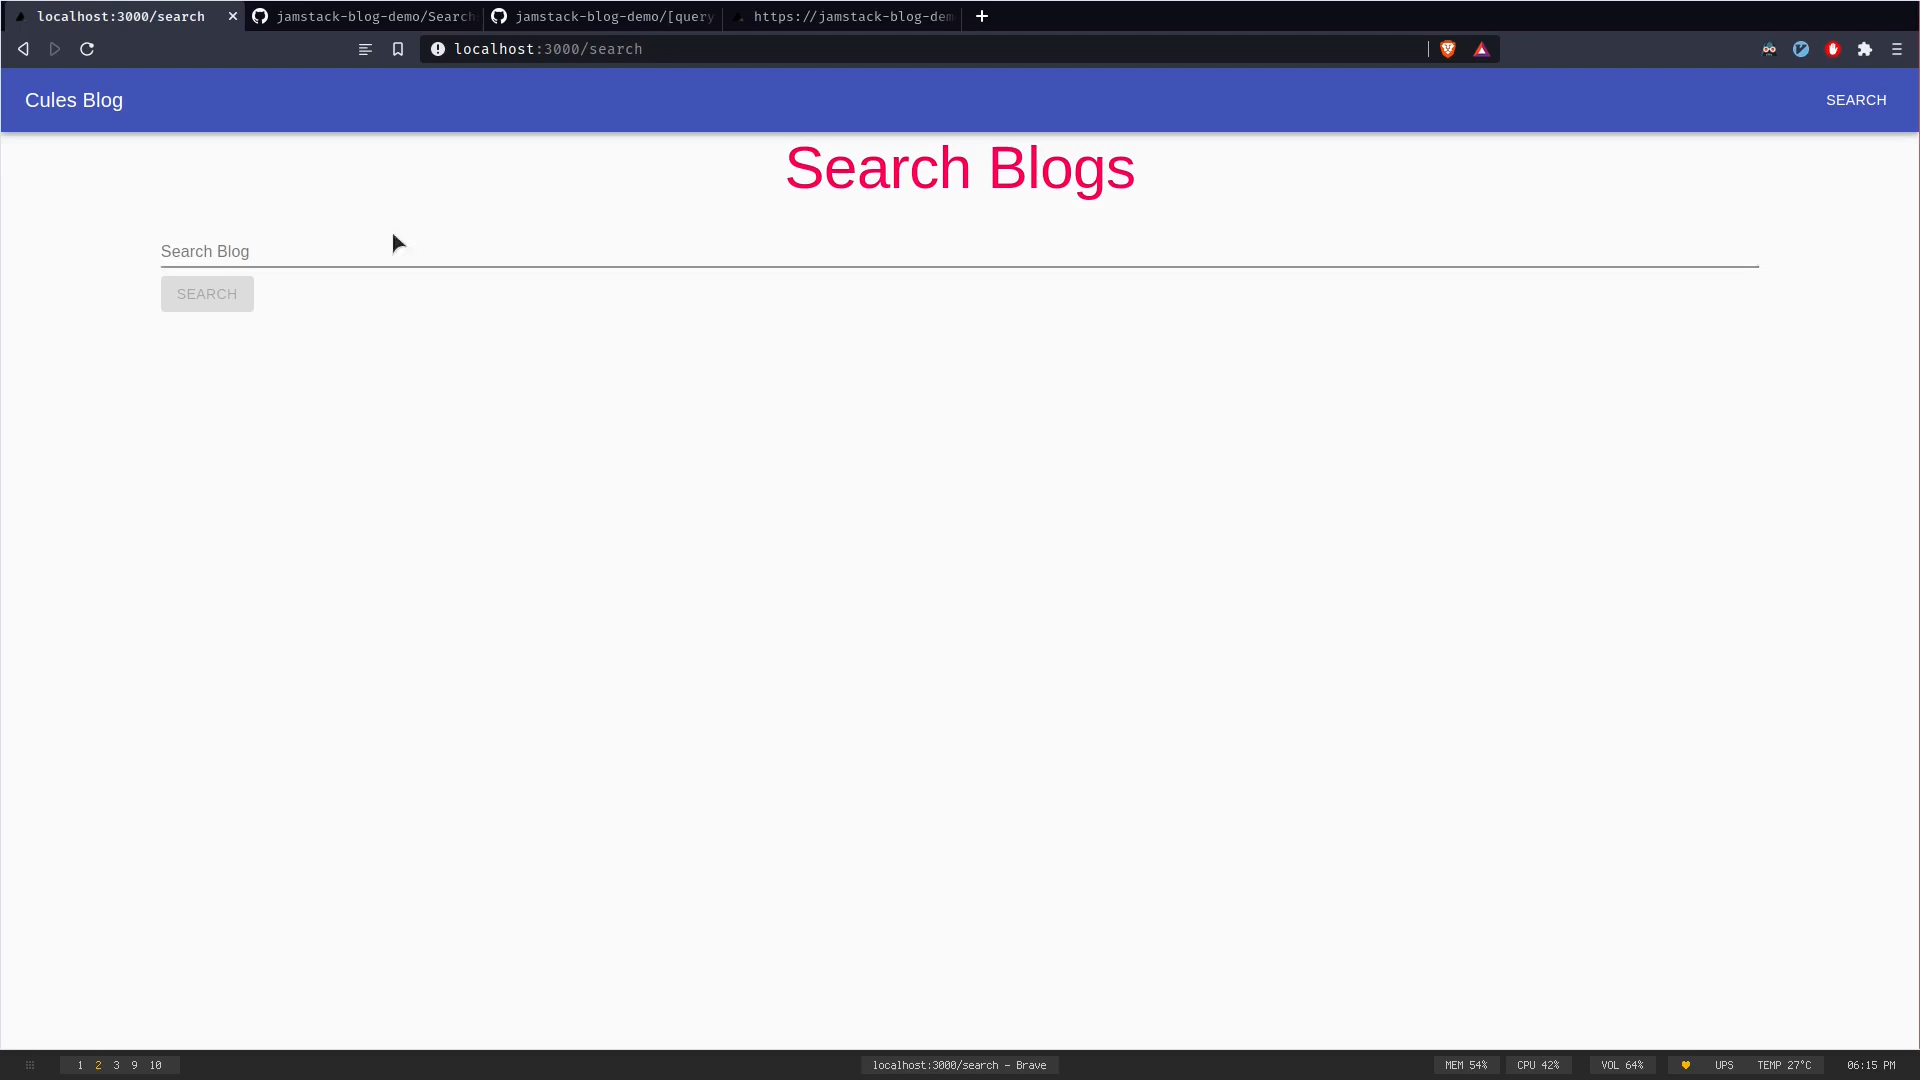 localhost:3000/search
jamstack-blog-demo/Search
jamstack-blog-demo/[query
https://jamstack-blog-dem
localhost:3000/search
Cules Blog
SEARCH
Search Blogs
Search Blog
SEARCH
1 2 3 9 10
localhost:3000/search - Brave
MEM 54%
CPU 42%
VOL 64%
UPS
TEMP 27°C
06:15 PM